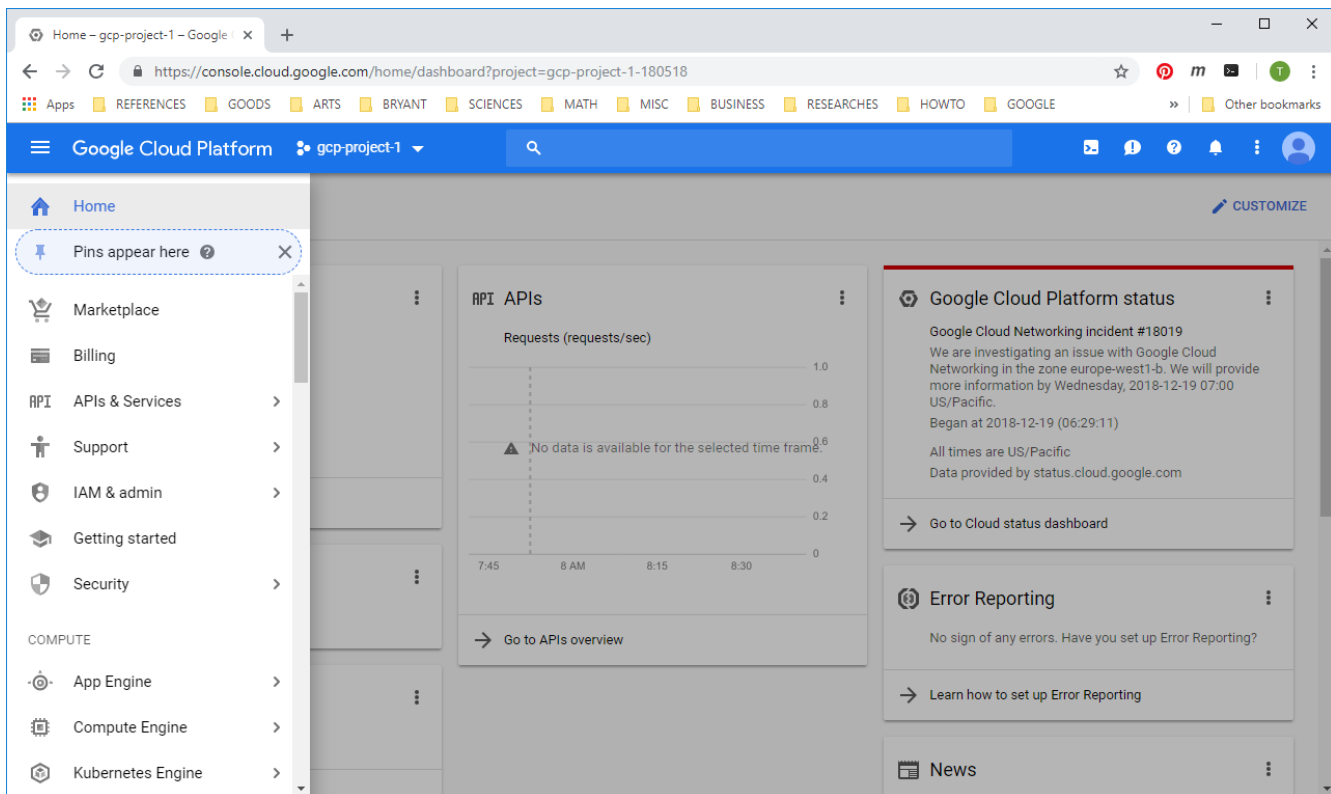 Home – gcp-project-1 – Google
https://console.cloud.google.com/home/dashboard?project=gcp-project-1-180518
m
T
Apps REFERENCES GOODS ARTS BRYANT SCIENCES MATH MISC BUSINESS RESEARCHES HOWTO GOOGLE » Other bookmarks
Google Cloud Platform gcp-project-1
Home
CUSTOMIZE
Pins appear here
Marketplace
Billing
API APIs & Services
Support
IAM & admin
Getting started
Security
COMPUTE
App Engine
Compute Engine
Kubernetes Engine
API APIs
Requests (requests/sec)
1.0
0.8
No data is available for the selected time frame.
0.6
0.4
0.2
0
7:45 8 AM 8:15 8:30
Go to APIs overview
Google Cloud Platform status
Google Cloud Networking incident #18019
We are investigating an issue with Google Cloud
Networking in the zone europe-west1-b. We will provide
more information by Wednesday, 2018-12-19 07:00
US/Pacific.
Began at 2018-12-19 (06:29:11)
All times are US/Pacific
Data provided by status.cloud.google.com
Go to Cloud status dashboard
Error Reporting
No sign of any errors. Have you set up Error Reporting?
Learn how to set up Error Reporting
News